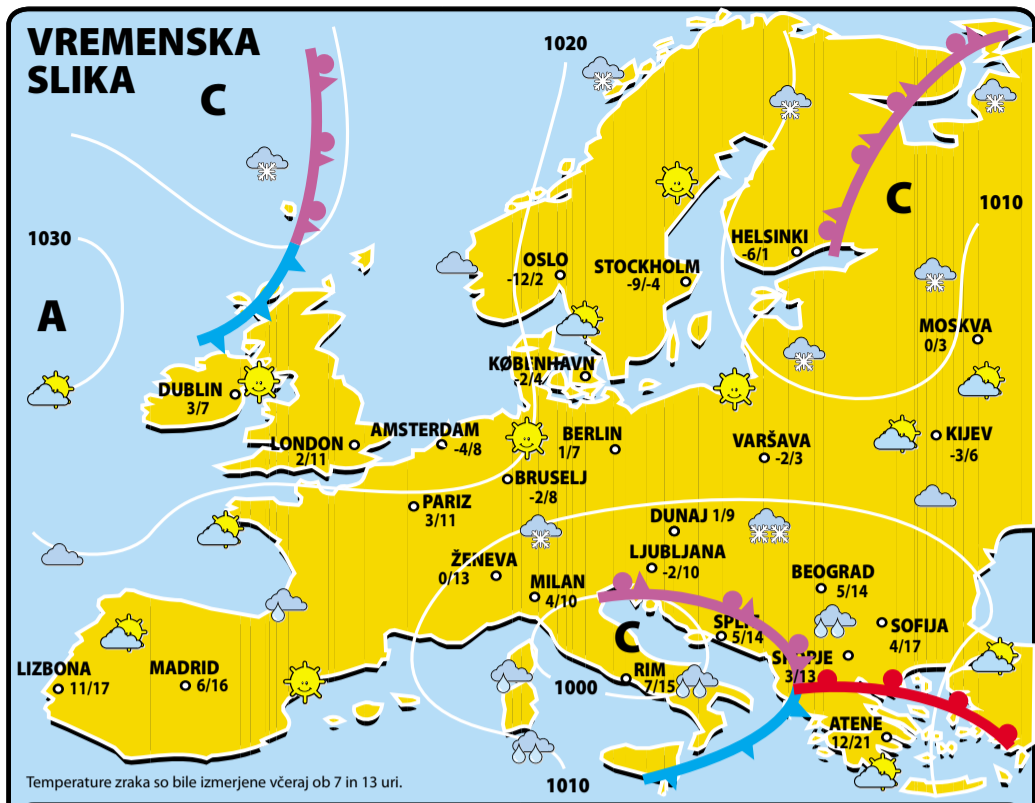 VREMENSKA
SLIKA
C
1020
1030
A
C
1010
HELSINKI
-6/1
OSLO
-12/2
STOCKHOLM
-9/-4
MOSKVA
0/3
KØBENHAVN
-2/4
DUBLIN
3/7
LONDON
2/11
AMSTERDAM
-4/8
BERLIN
1/7
VARŠAVA
-2/3
KIJEV
-3/6
BRUSELJ
-2/8
PARIZ
3/11
DUNAJ 1/9
ŽENEVA
0/13
LJUBLJANA
-2/10
MILAN
4/10
BEOGRAD
5/14
SPLIT
5/14
C
SOFIJA
4/17
SKOPJE
3/13
LIZBONA
11/17
MADRID
6/16
RIM
7/15
1000
ATENE
12/21
1010
Temperature zraka so bile izmerjene včeraj ob 7 in 13 uri.